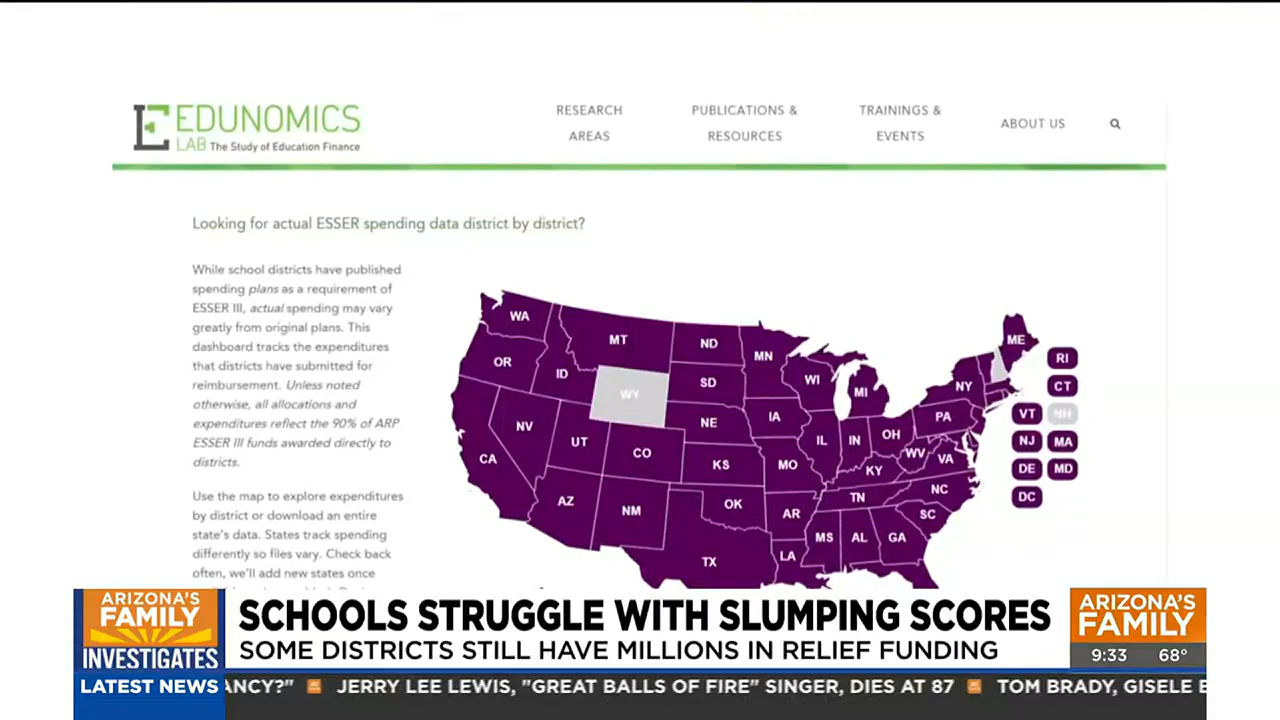 EDUNOMICS
LAB The Study of Education Finance
RESEARCH
AREAS
PUBLICATIONS &
RESOURCES
TRAININGS &
EVENTS
ABOUT US
Looking for actual ESSER spending data district by district?
While school districts have published
spending plans as a requirement of
ESSER III, actual spending may vary
greatly from original plans. This
dashboard tracks the expenditures
that districts have submitted for
reimbursement. Unless noted
otherwise, all allocations and
expenditures reflect the 90% of ARP
ESSER III funds awarded directly to
districts.
Use the map to explore expenditures
by district or download an entire
state's data. States track spending
differently so files vary. Check back
often, we'll add new states once
WA
MT
ND
MN
ME
OR
ID
WY
SD
WI
MI
NY
RI
CT
NV
UT
CO
NE
IA
IL
IN
OH
PA
VT
NH
NJ
MA
CA
KS
MO
KY
WV
VA
DE
MD
AZ
NM
OK
AR
TN
NC
DC
SC
TX
LA
MS
AL
GA
ARIZONA'S
FAMILY
INVESTIGATES
SCHOOLS STRUGGLE WITH SLUMPING SCORES
SOME DISTRICTS STILL HAVE MILLIONS IN RELIEF FUNDING
ARIZONA'S
FAMILY
9:33 68°
LATEST NEWS ANCY?" JERRY LEE LEWIS, "GREAT BALLS OF FIRE" SINGER, DIES AT 87 TOM BRADY, GISELE